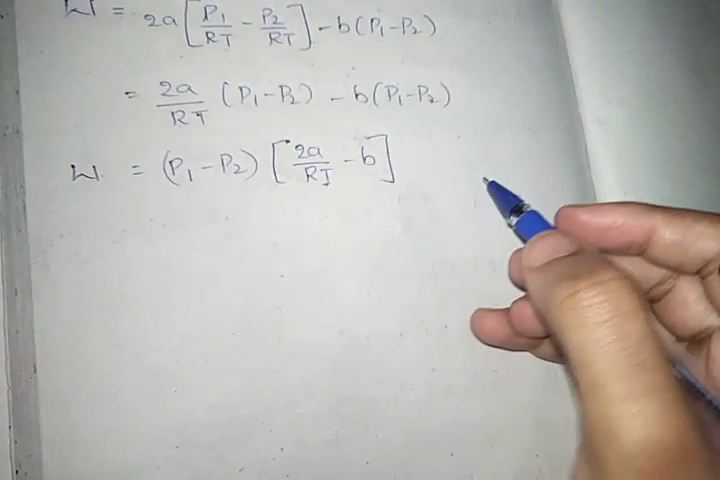 W = 2a [P₁/RT - P₂/RT] - b(P₁-P₂)
= 2a/RT (P₁-P₂) - b(P₁-P₂)
W = (P₁-P₂) [2a/RT - b]